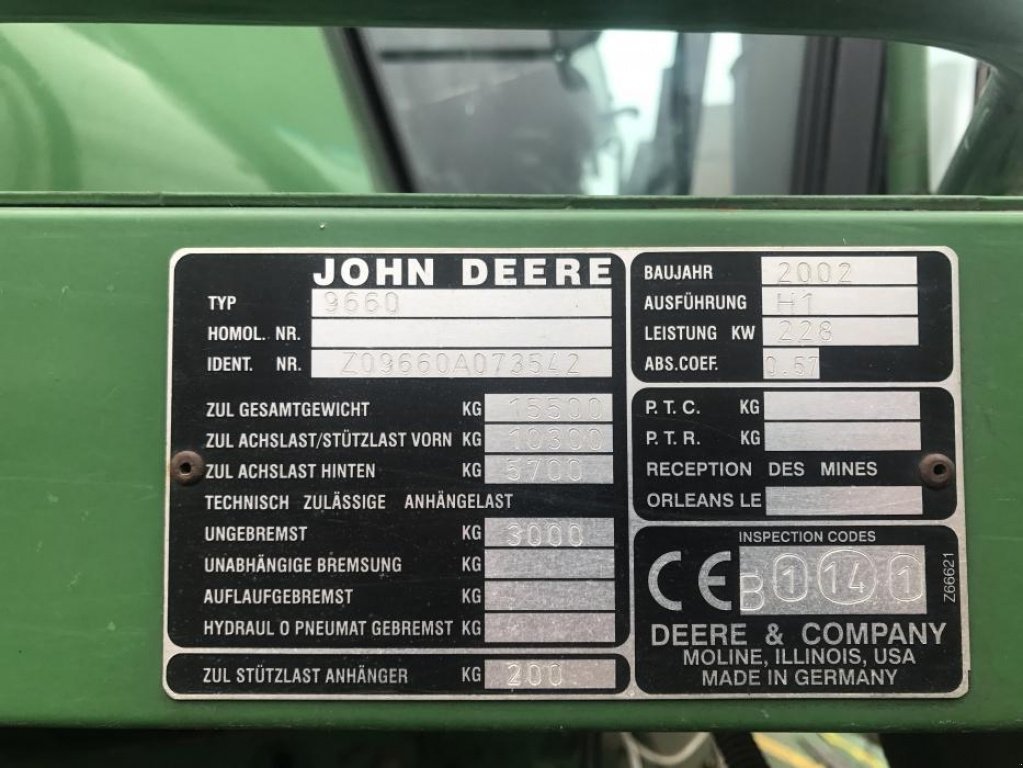 JOHN DEERE
TYP 9660
HOMOL. NR.
IDENT. NR. Z09660A073542
ZUL GESAMTGEWICHT KG 15500
ZUL ACHSLAST/STÜTZLAST VORN KG 10300
ZUL ACHSLAST HINTEN KG 5700
TECHNISCH ZULÄSSIGE ANHÄNGELAST
UNGEBREMST KG 3000
UNABHÄNGIGE BREMSUNG KG
AUFLAUFGEBREMST KG
HYDRAUL O PNEUMAT GEBREMST KG
ZUL STÜTZLAST ANHÄNGER KG 200
BAUJAHR 2002
AUSFÜHRUNG H1
LEISTUNG KW 228
ABS.COEF. 0.67
P. T. C. KG
P. T. R. KG
RECEPTION DES MINES
ORLEANS LE
INSPECTION CODES
CE B 1 14 1
Z66621
DEERE & COMPANY
MOLINE, ILLINOIS, USA
MADE IN GERMANY